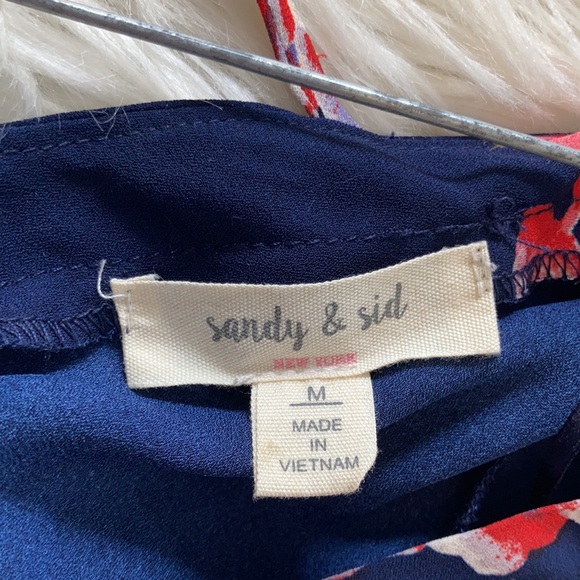 sandy & sid
NEW YORK
M
MADE
IN
VIETNAM